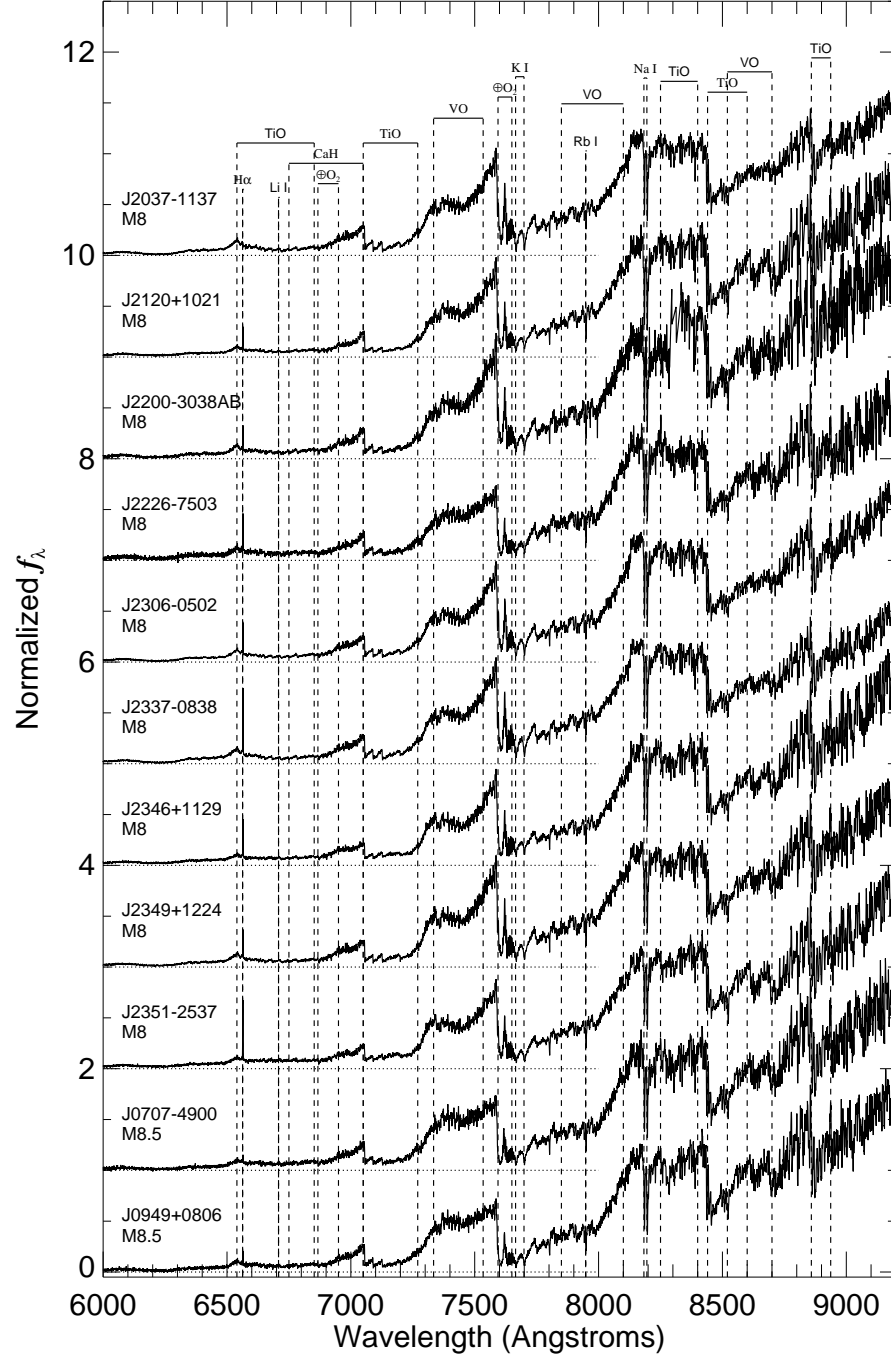 12
TiO
K I
Na I
TiO
VO
⊕O₂
TiO
VO
VO
TiO
TiO
CaH
Rb I
Hα
Li I
⊕O₂
J2037-1137
M8
10
J2120+1021
M8
J2200-3038AB
M8
8
J2226-7503
M8
J2306-0502
M8
6
J2337-0838
M8
J2346+1129
M8
4
J2349+1224
M8
J2351-2537
M8
2
J0707-4900
M8.5
J0949+0806
M8.5
0
Normalized fλ
6000 6500 7000 7500 8000 8500 9000
Wavelength (Angstroms)